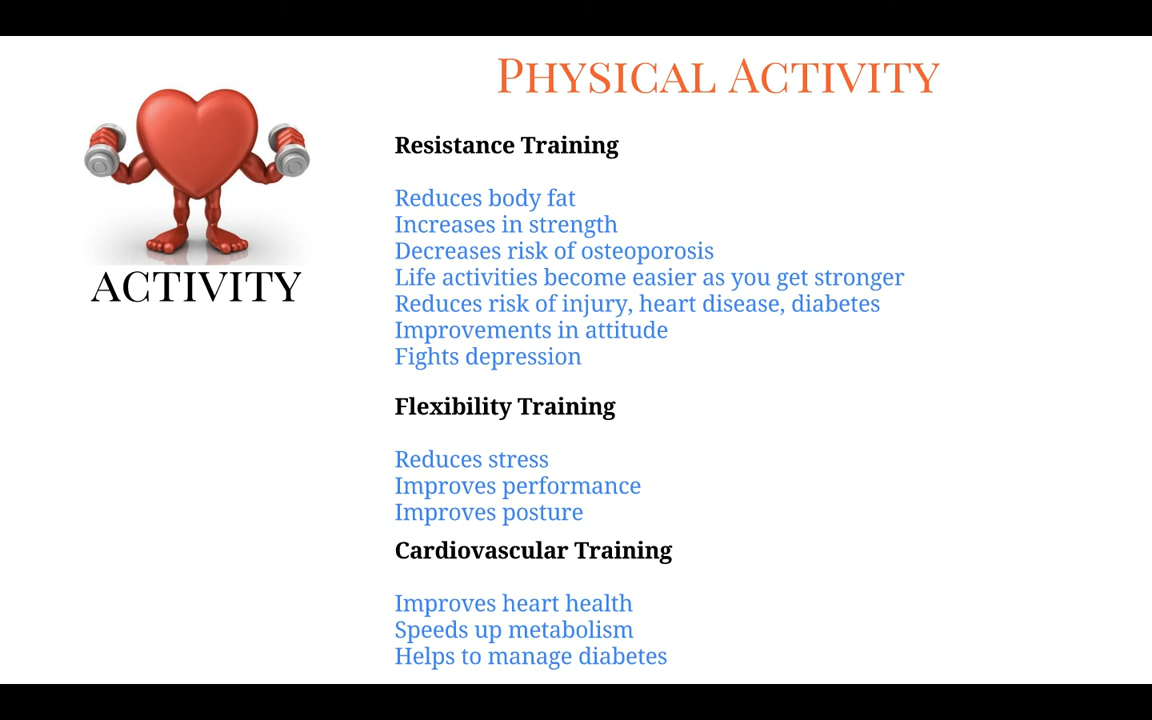 Physical Activity
ACTIVITY
Resistance Training
Reduces body fat
Increases in strength
Decreases risk of osteoporosis
Life activities become easier as you get stronger
Reduces risk of injury, heart disease, diabetes
Improvements in attitude
Fights depression
Flexibility Training
Reduces stress
Improves performance
Improves posture
Cardiovascular Training
Improves heart health
Speeds up metabolism
Helps to manage diabetes